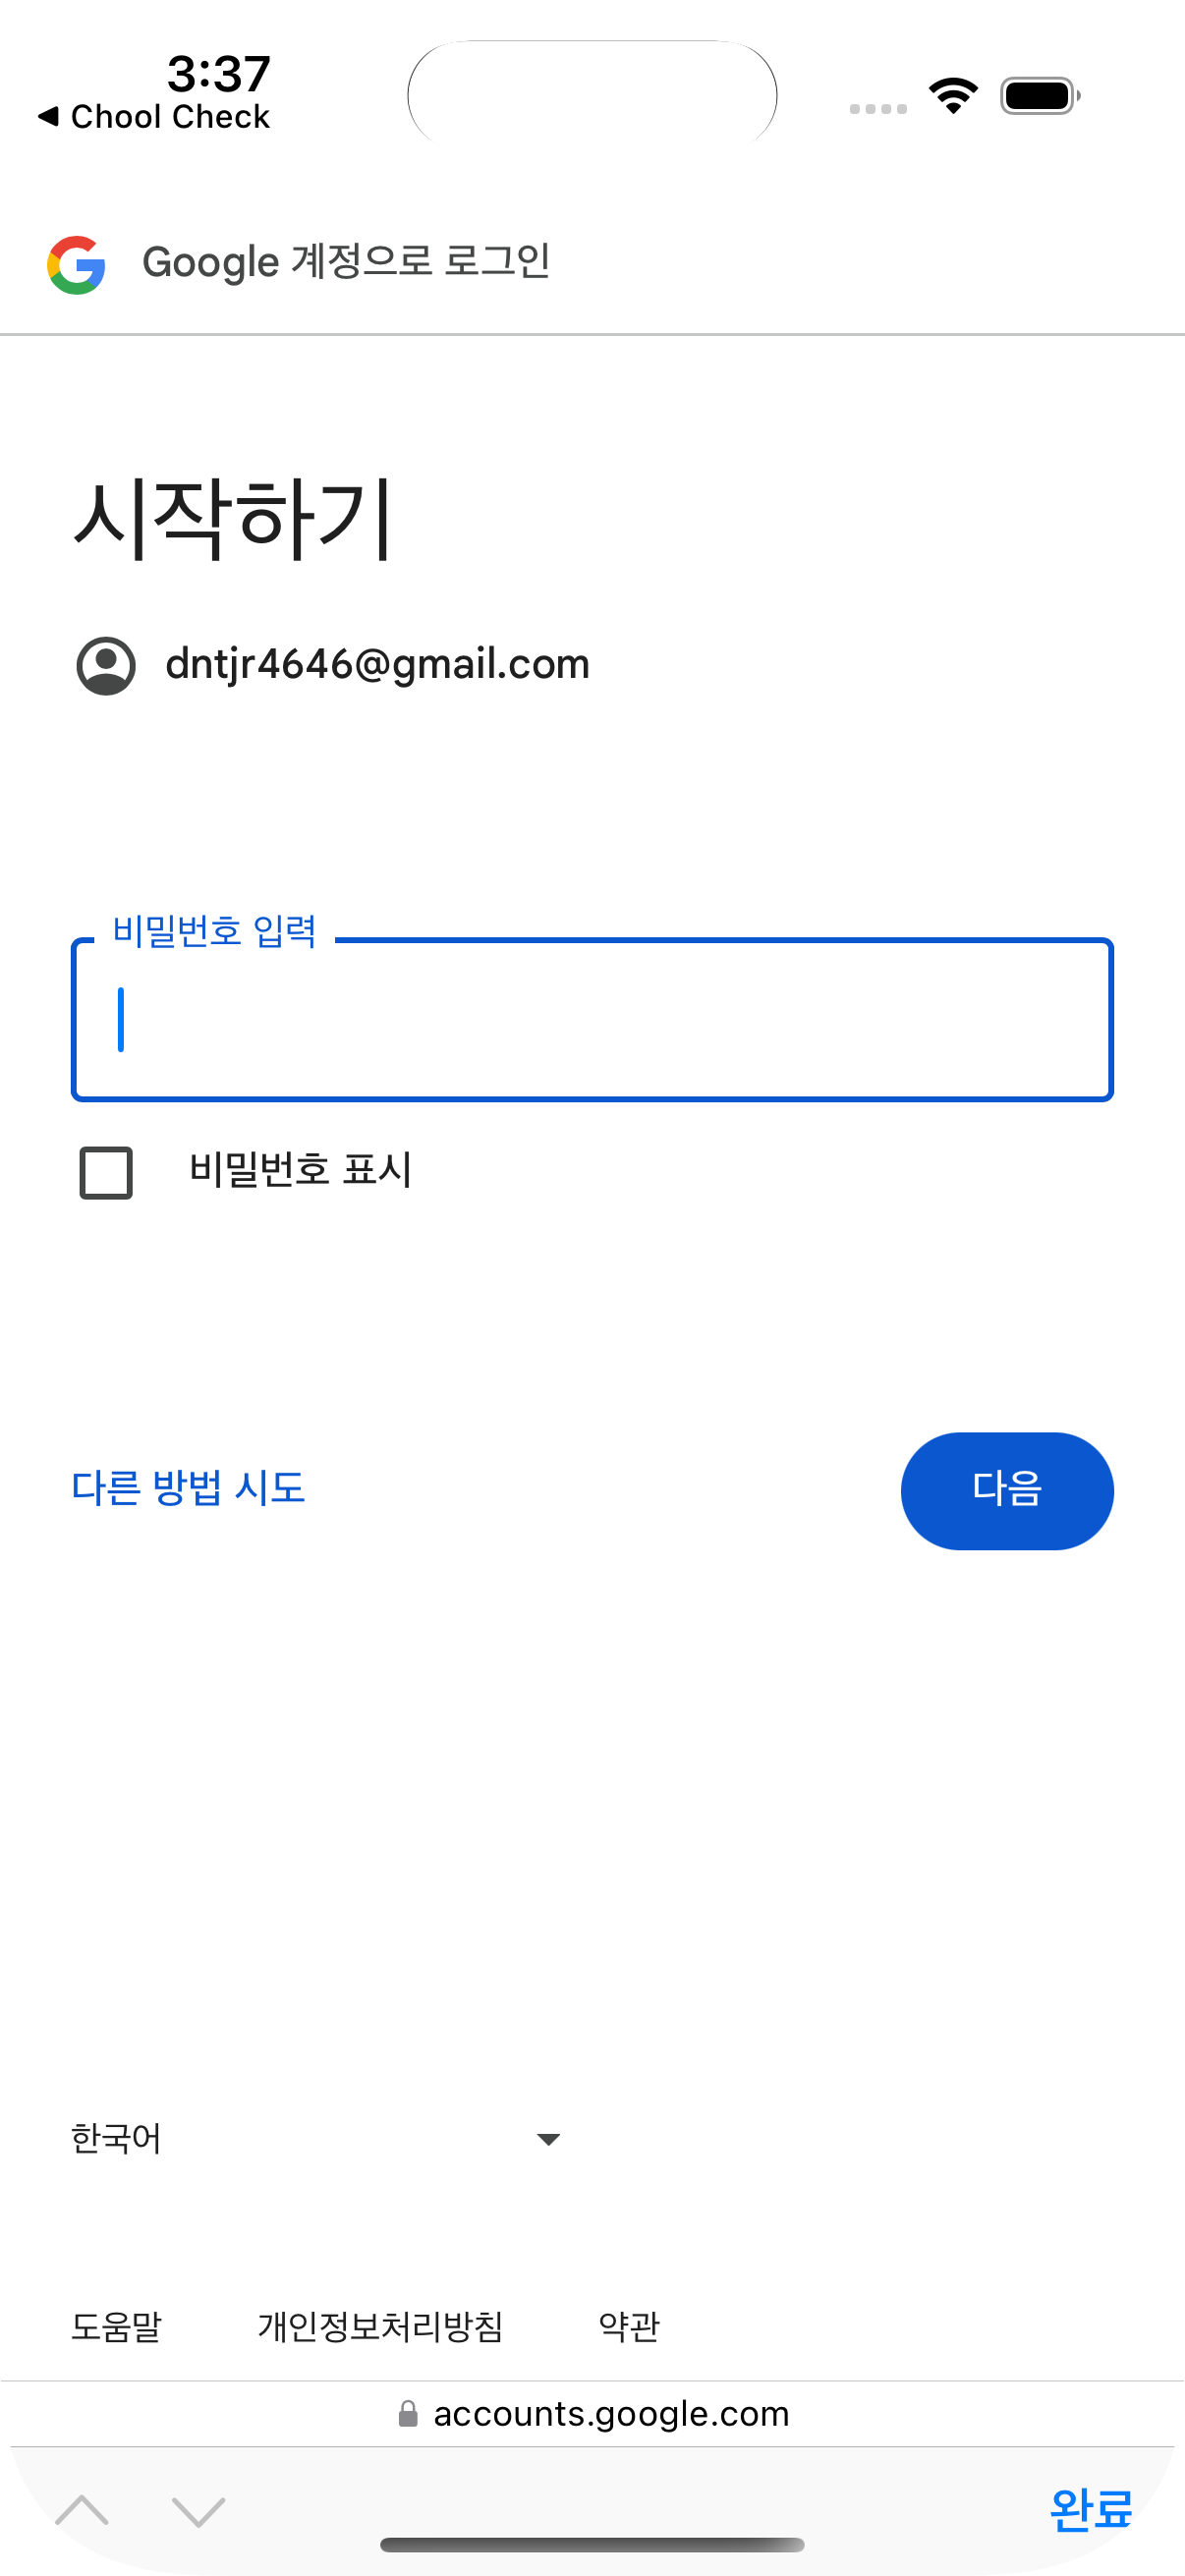 3:37
◀ Chool Check
Google 계정으로 로그인
시작하기
dntjr4646@gmail.com
비밀번호 입력
비밀번호 표시
다른 방법 시도
다음
한국어
도움말 개인정보처리방침 약관
accounts.google.com
완료